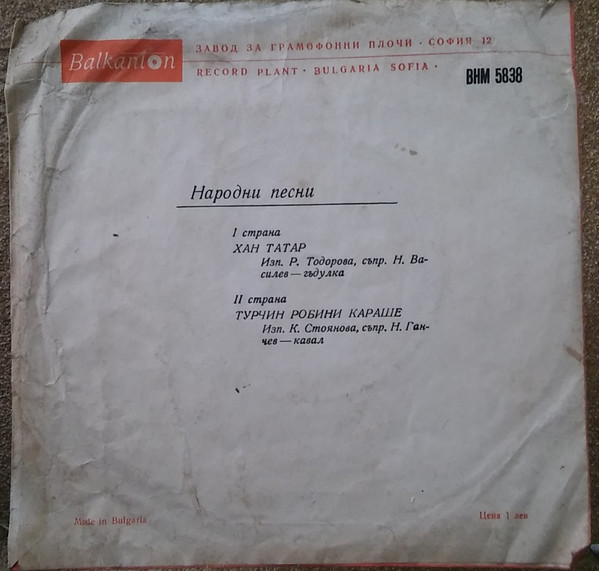 Balkanton
ЗАВОД ЗА ГРАМОФОННИ ПЛОЧИ · СОФИЯ 12
RECORD PLANT · BULGARIA SOFIA ·
ВНМ 5838
Народни песни
I страна
ХАН ТАТАР
Изп. Р. Тодорова, съпр. Н. Ва-
силев — гъдулка
II страна
ТУРЧИН РОБИНИ КАРАШЕ
Изп. К. Стоянова, съпр. Н. Ган-
чев — кавал
Made in Bulgaria
Цена 1 лев